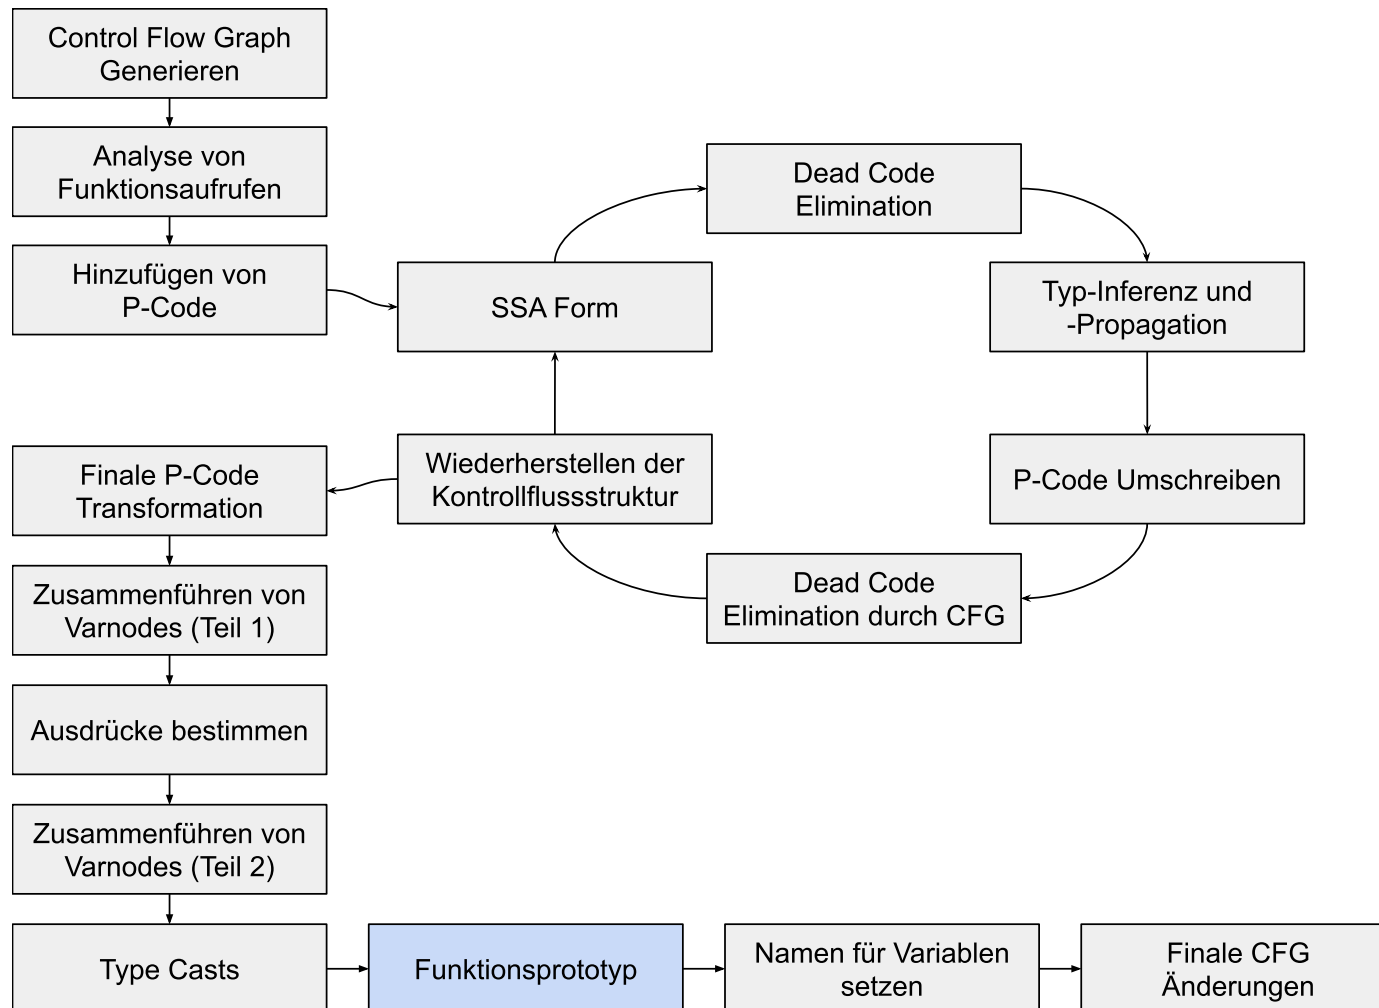 Control Flow Graph
Generieren
Analyse von
Funktionsaufrufen
Hinzufügen von
P-Code
SSA Form
Dead Code
Elimination
Typ-Inferenz und
-Propagation
P-Code Umschreiben
Dead Code
Elimination durch CFG
Wiederherstellen der
Kontrollflussstruktur
Finale P-Code
Transformation
Zusammenführen von
Varnodes (Teil 1)
Ausdrücke bestimmen
Zusammenführen von
Varnodes (Teil 2)
Type Casts
Funktionsprototyp
Namen für Variablen
setzen
Finale CFG
Änderungen